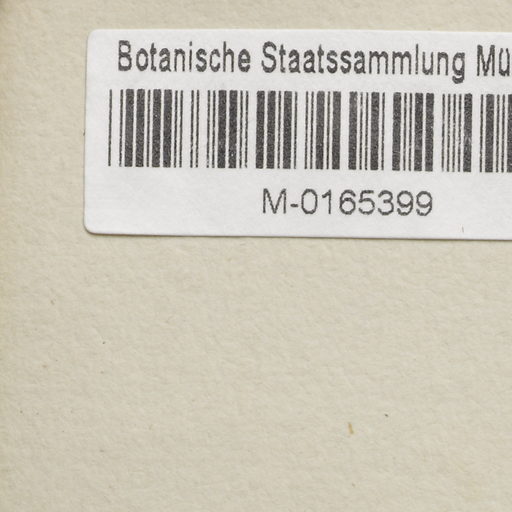 Botanische Staatssammlung Mü
M-0165399